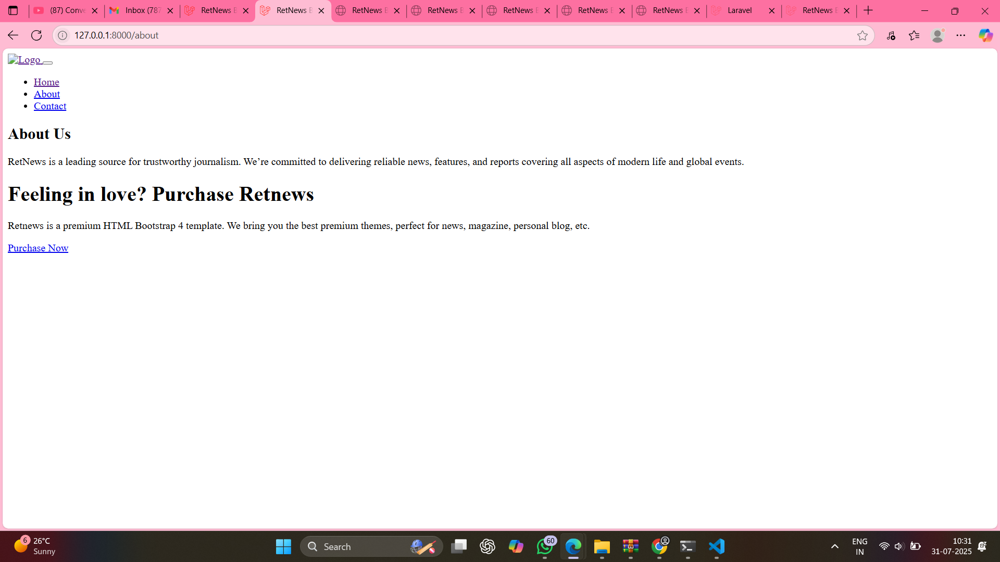 (87) Conve
Inbox (787
RetNews B
RetNews B
RetNews B
RetNews B
RetNews B
RetNews B
RetNews B
Laravel
RetNews B
127.0.0.1:8000/about
Logo
Home
About
Contact
About Us
RetNews is a leading source for trustworthy journalism. We’re committed to delivering reliable news, features, and reports covering all aspects of modern life and global events.
Feeling in love? Purchase Retnews
Retnews is a premium HTML Bootstrap 4 template. We bring you the best premium themes, perfect for news, magazine, personal blog, etc.
Purchase Now
6
26°C
Sunny
Search
60
ENG
IN
10:31
31-07-2025